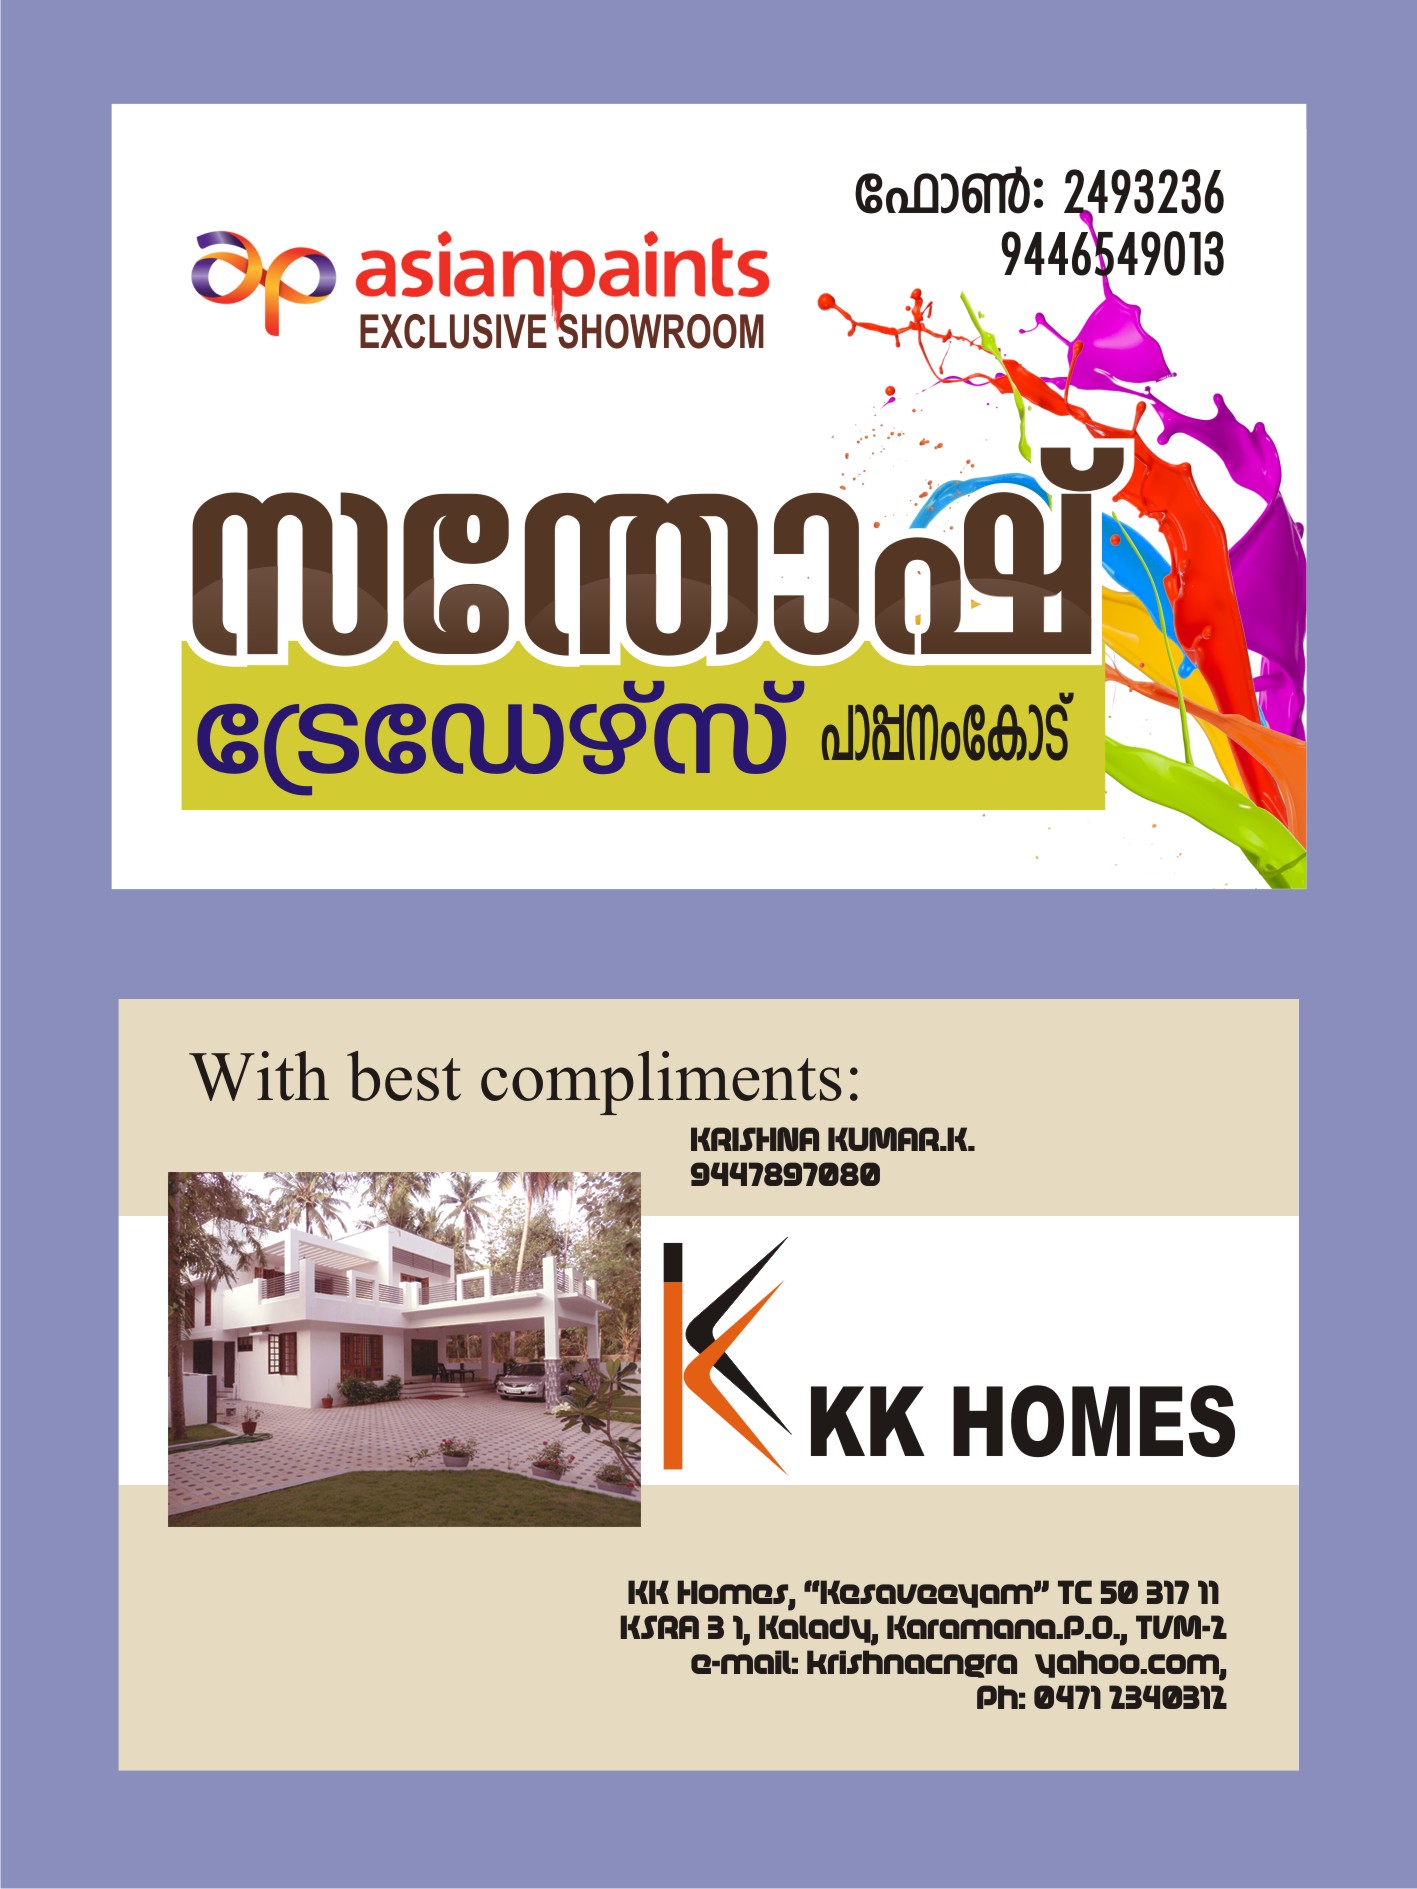 ഫോൺ: 2493236
9446549013
ap asianpaints
EXCLUSIVE SHOWROOM
സന്തോഷ്
ട്രേഡേഴ്സ് പാപ്പനംകോട്
With best compliments:
KRISHNA KUMAR.K.
9447897080
KK HOMES
KK Homes, “Kesaveeyam” TC 50 317 11
KSRA 3 1, Kalady, Karamana.P.O., TVM-2
e-mail: krishnacngra yahoo.com,
Ph: 0471 2340312